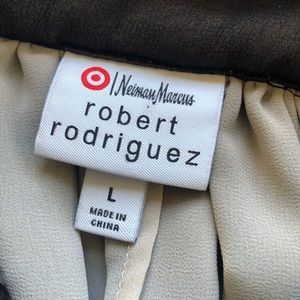 | Neiman Marcus
robert
rodriguez
L
MADE IN
CHINA